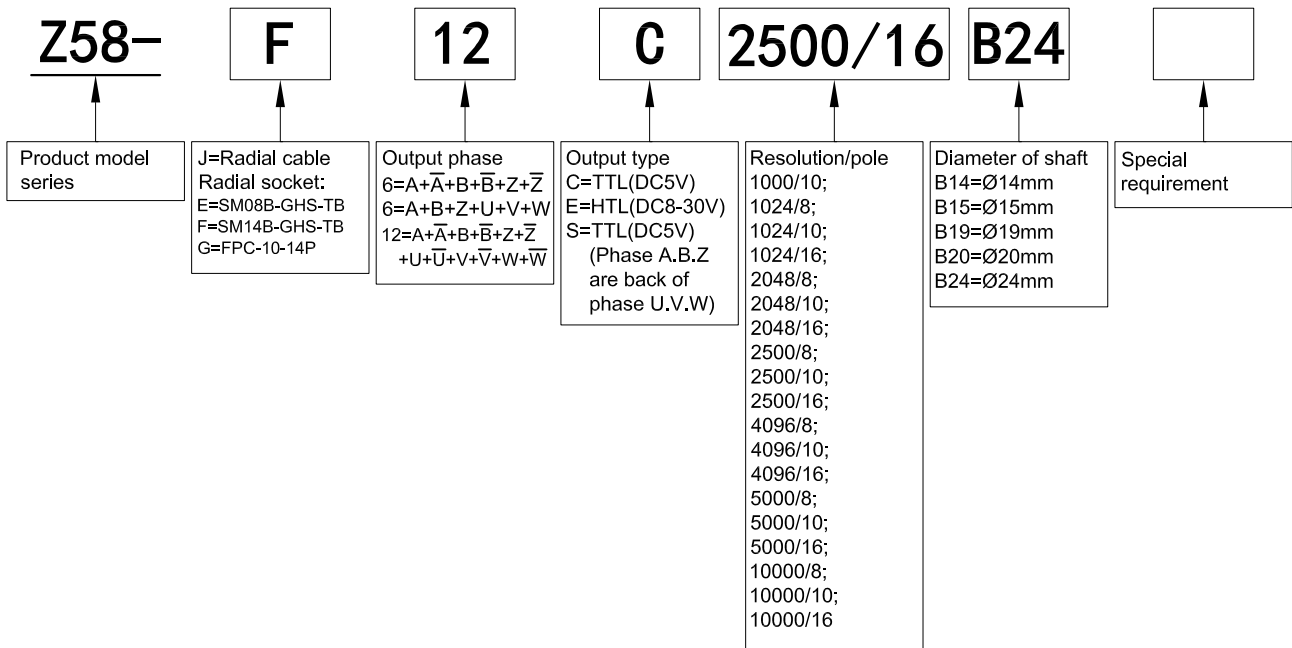 Z58- F 12 C 2500/16 B24
Product model
series
J=Radial cable
Radial socket:
E=SM08B-GHS-TB
F=SM14B-GHS-TB
G=FPC-10-14P
Output phase
6=A+A̅+B+B̅+Z+Z̅
6=A+B+Z+U+V+W
12=A+A̅+B+B̅+Z+Z̅
+U+U̅+V+V̅+W+W̅
Output type
C=TTL(DC5V)
E=HTL(DC8-30V)
S=TTL(DC5V)
(Phase A.B.Z
are back of
phase U.V.W)
Resolution/pole
1000/10;
1024/8;
1024/10;
1024/16;
2048/8;
2048/10;
2048/16;
2500/8;
2500/10;
2500/16;
4096/8;
4096/10;
4096/16;
5000/8;
5000/10;
5000/16;
10000/8;
10000/10;
10000/16
Diameter of shaft
B14=Ø14mm
B15=Ø15mm
B19=Ø19mm
B20=Ø20mm
B24=Ø24mm
Special
requirement